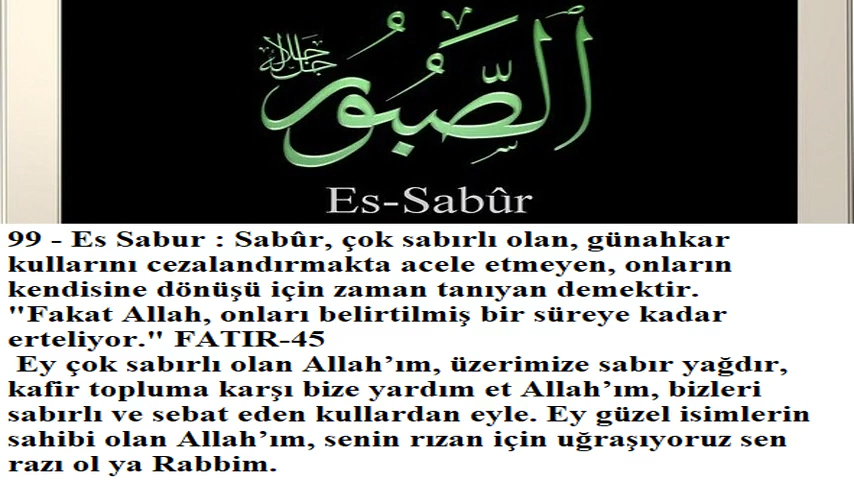 الصبور
جل جلاله
Es-Sabûr
99 - Es Sabur : Sabûr, çok sabırlı olan, günahkar
kullarını cezalandırmakta acele etmeyen, onların
kendisine dönüşü için zaman tanıyan demektir.
"Fakat Allah, onları belirtilmiş bir süreye kadar
erteliyor." FATIR-45
Ey çok sabırlı olan Allah’ım, üzerimize sabır yağdır,
kafir topluma karşı bize yardım et Allah’ım, bizleri
sabırlı ve sebat eden kullardan eyle. Ey güzel isimlerin
sahibi olan Allah’ım, senin rızan için uğraşıyoruz sen
razı ol ya Rabbim.